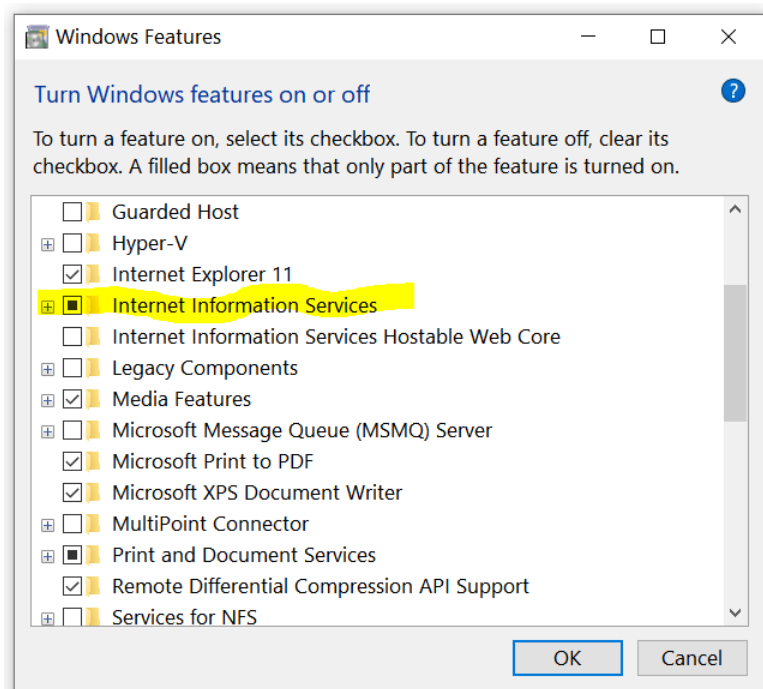 Windows Features
Turn Windows features on or off
?
To turn a feature on, select its checkbox. To turn a feature off, clear its
checkbox. A filled box means that only part of the feature is turned on.
Guarded Host
Hyper-V
Internet Explorer 11
Internet Information Services
Internet Information Services Hostable Web Core
Legacy Components
Media Features
Microsoft Message Queue (MSMQ) Server
Microsoft Print to PDF
Microsoft XPS Document Writer
MultiPoint Connector
Print and Document Services
Remote Differential Compression API Support
Services for NFS
OK Cancel